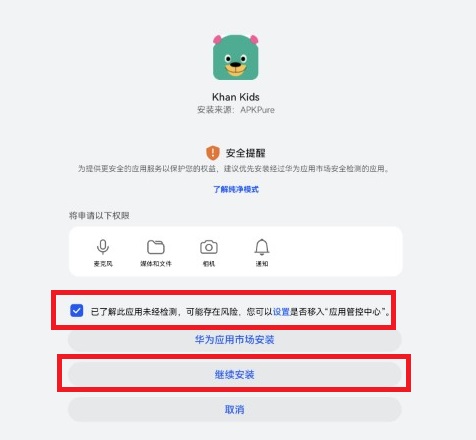 Khan Kids
安装来源：APKPure
安全提醒
为提供更安全的应用服务以保护您的权益，建议优先安装经过华为应用市场安全检测的应用。
了解纯净模式
将申请以下权限
麦克风 媒体和文件 相机 通知
已了解此应用未经检测，可能存在风险，您可以设置是否移入“应用管控中心”。
华为应用市场安装
继续安装
取消